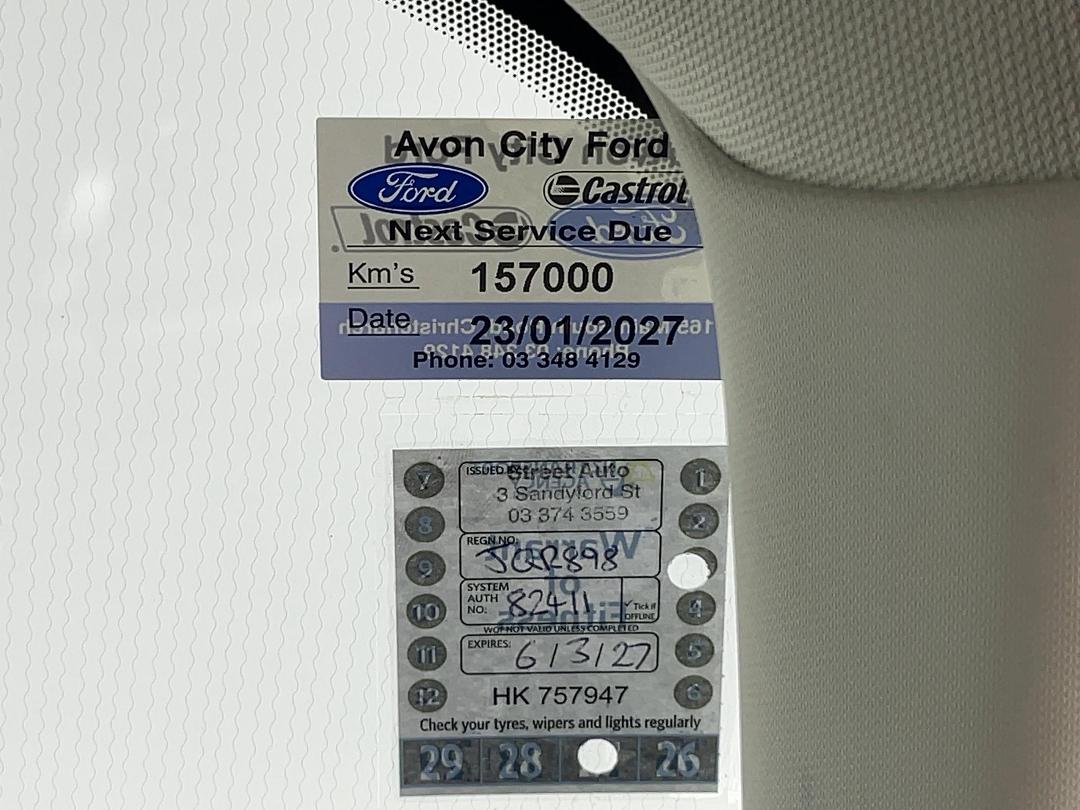 Avon City Ford
Ford Castrol
Next Service Due
Km's 157000
Date 23/01/2027
Phone: 03 348 4129
ISSUED BY: Street Auto
3 Sandyford St
03 374 3559
REGN NO: JQR898
SYSTEM AUTH NO: 82411 Tick if OFFLINE
WOF NOT VALID UNLESS COMPLETED
EXPIRES: 6/3/27
HK 757947
Check your tyres, wipers and lights regularly
7 1
8 2
9
10 4
11 5
12 6
29 28 26